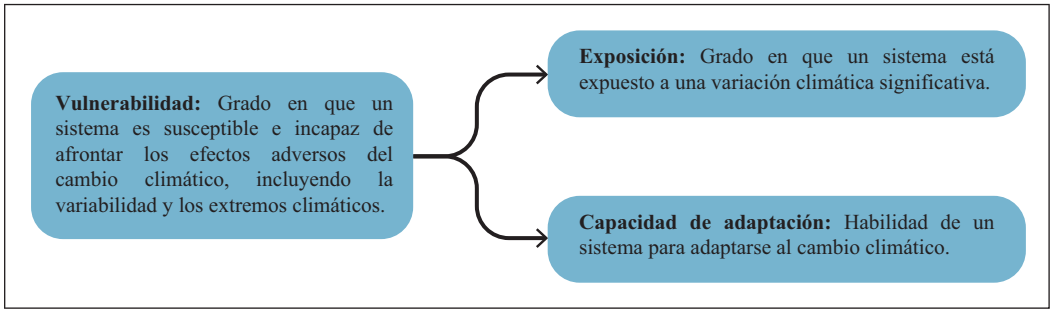 Vulnerabilidad: Grado en que un
sistema es susceptible e incapaz de
afrontar los efectos adversos del
cambio climático, incluyendo la
variabilidad y los extremos climáticos.
Exposición: Grado en que un sistema está
expuesto a una variación climática significativa.
Capacidad de adaptación: Habilidad de un
sistema para adaptarse al cambio climático.